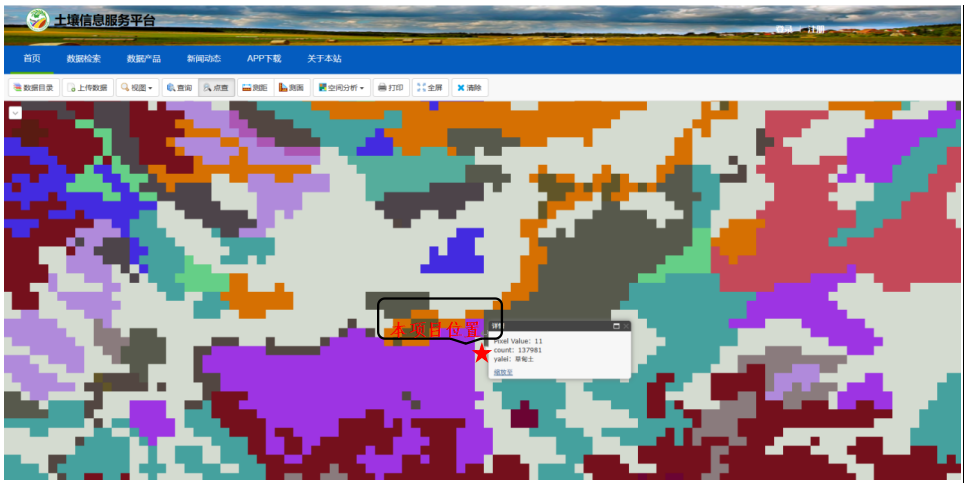 土壤信息服务平台
登录 / 注册
首页 数据检索 数据产品 新闻动态 APP下载 关于本站
数据目录 上传数据 视图 查询 点查 测距 测面 空间分析 打印 全屏 清除
本项目位置
详情
Pixel Value: 11
count: 137981
yalei: 草甸土
缩放至